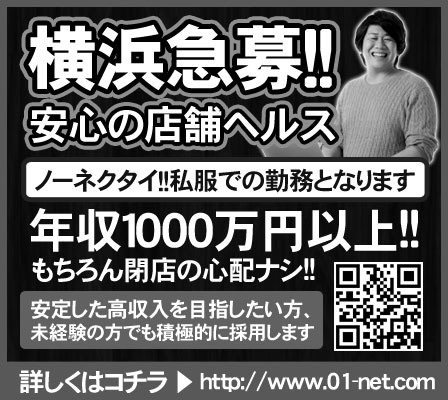 横浜急募!!
安心の店舗ヘルス
ノーネクタイ!!私服での勤務となります
年収1000万円以上!!
もちろん閉店の心配ナシ!!
安定した高収入を目指したい方、
未経験の方でも積極的に採用します
詳しくはコチラ▶http://www.01-net.com